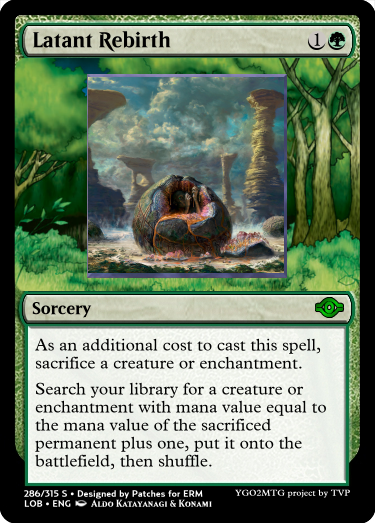 Latant Rebirth 1
Sorcery
As an additional cost to cast this spell,
sacrifice a creature or enchantment.
Search your library for a creature or
enchantment with mana value equal to
the mana value of the sacrificed
permanent plus one, put it onto the
battlefield, then shuffle.
286/315 S • Designed by Patches for ERM
YGO2MTG project by TVP
LOB • ENG Aldo Katayanagi & Konami